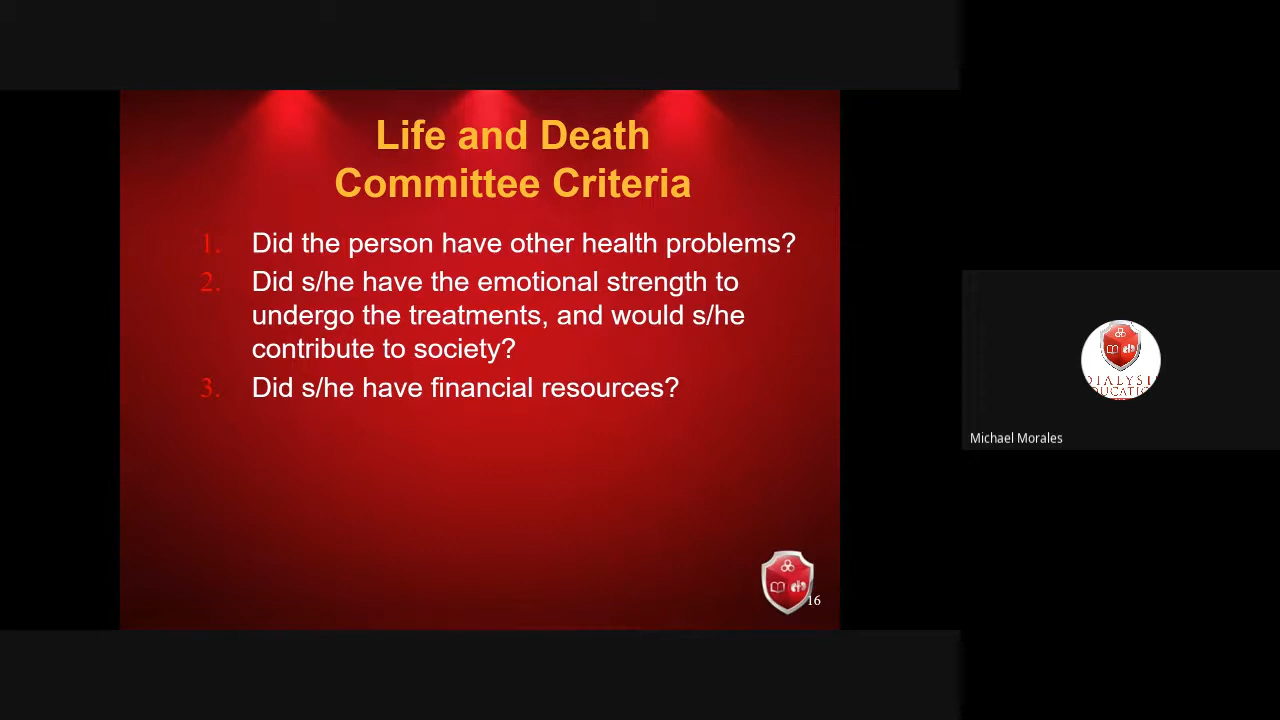 Life and Death
Committee Criteria
1. Did the person have other health problems?
2. Did s/he have the emotional strength to
undergo the treatments, and would s/he
contribute to society?
3. Did s/he have financial resources?
16
DIALYSI
DUCATIO
Michael Morales